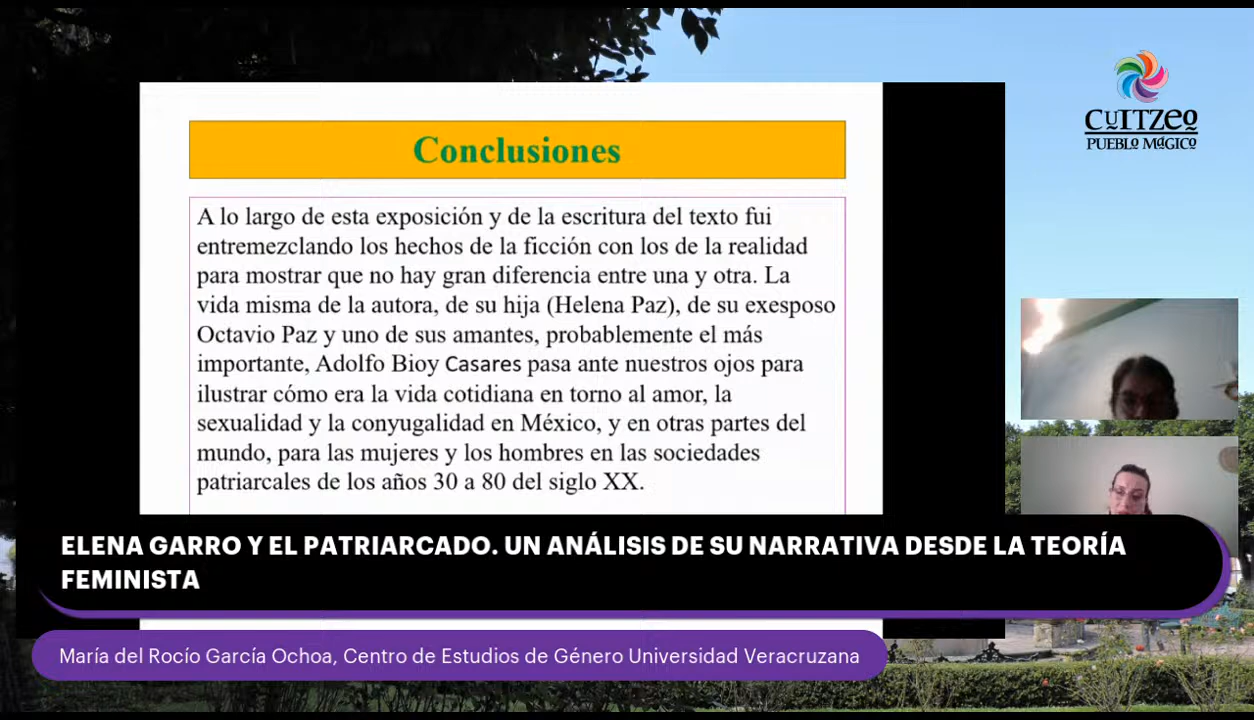 CUITZEO
PUEBLO MÁGICO
Conclusiones
A lo largo de esta exposición y de la escritura del texto fui
entremezclando los hechos de la ficción con los de la realidad
para mostrar que no hay gran diferencia entre una y otra. La
vida misma de la autora, de su hija (Helena Paz), de su exesposo
Octavio Paz y uno de sus amantes, probablemente el más
importante, Adolfo Bioy Casares pasa ante nuestros ojos para
ilustrar cómo era la vida cotidiana en torno al amor, la
sexualidad y la conyugalidad en México, y en otras partes del
mundo, para las mujeres y los hombres en las sociedades
patriarcales de los años 30 a 80 del siglo XX.
ELENA GARRO Y EL PATRIARCADO. UN ANÁLISIS DE SU NARRATIVA DESDE LA TEORÍA
FEMINISTA
María del Rocío García Ochoa, Centro de Estudios de Género Universidad Veracruzana